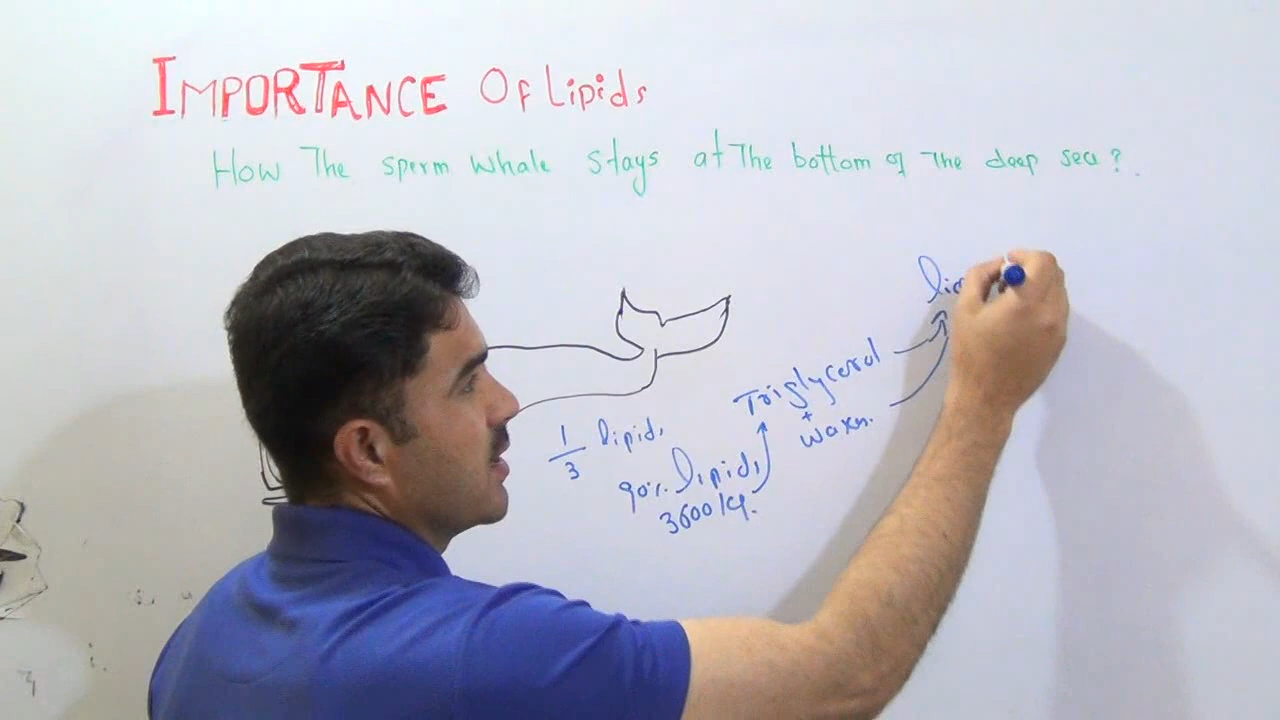 IMPORTANCE Of Lipids
How The sperm whale stays at The bottom of The deep sea?
Triglycerol
+
waxn.
1/3 lipids
90% lipids
3600 kg.